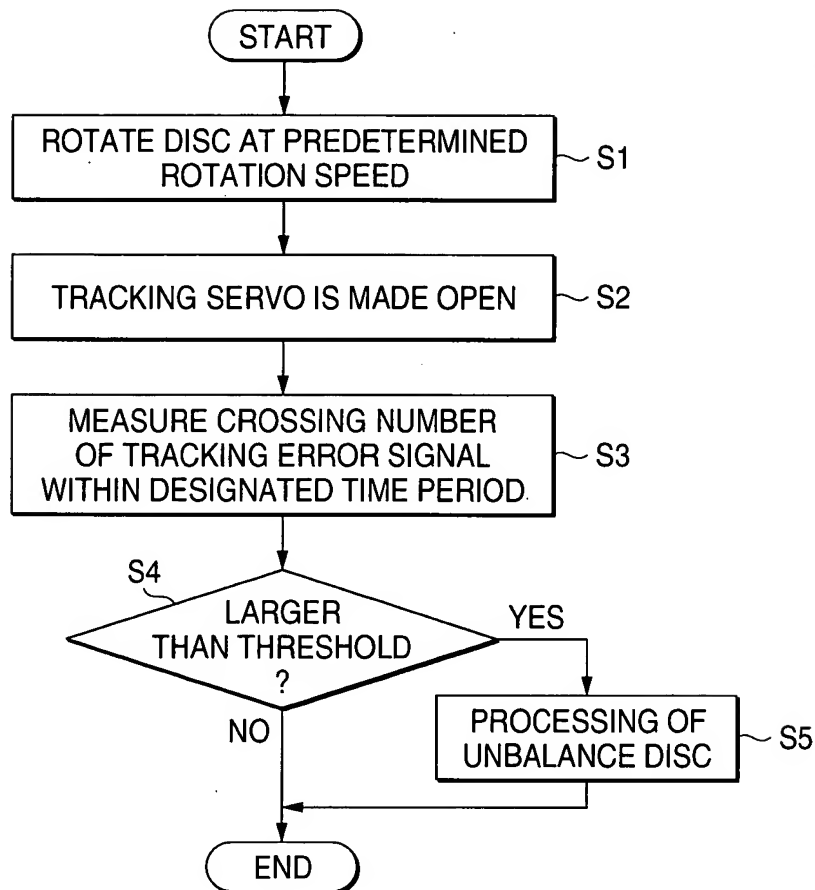 START
ROTATE DISC AT PREDETERMINED
ROTATION SPEED
S1
TRACKING SERVO IS MADE OPEN
S2
MEASURE CROSSING NUMBER
OF TRACKING ERROR SIGNAL
WITHIN DESIGNATED TIME PERIOD
S3
S4
LARGER
THAN THRESHOLD
?
YES
NO
PROCESSING OF
UNBALANCE DISC
S5
END